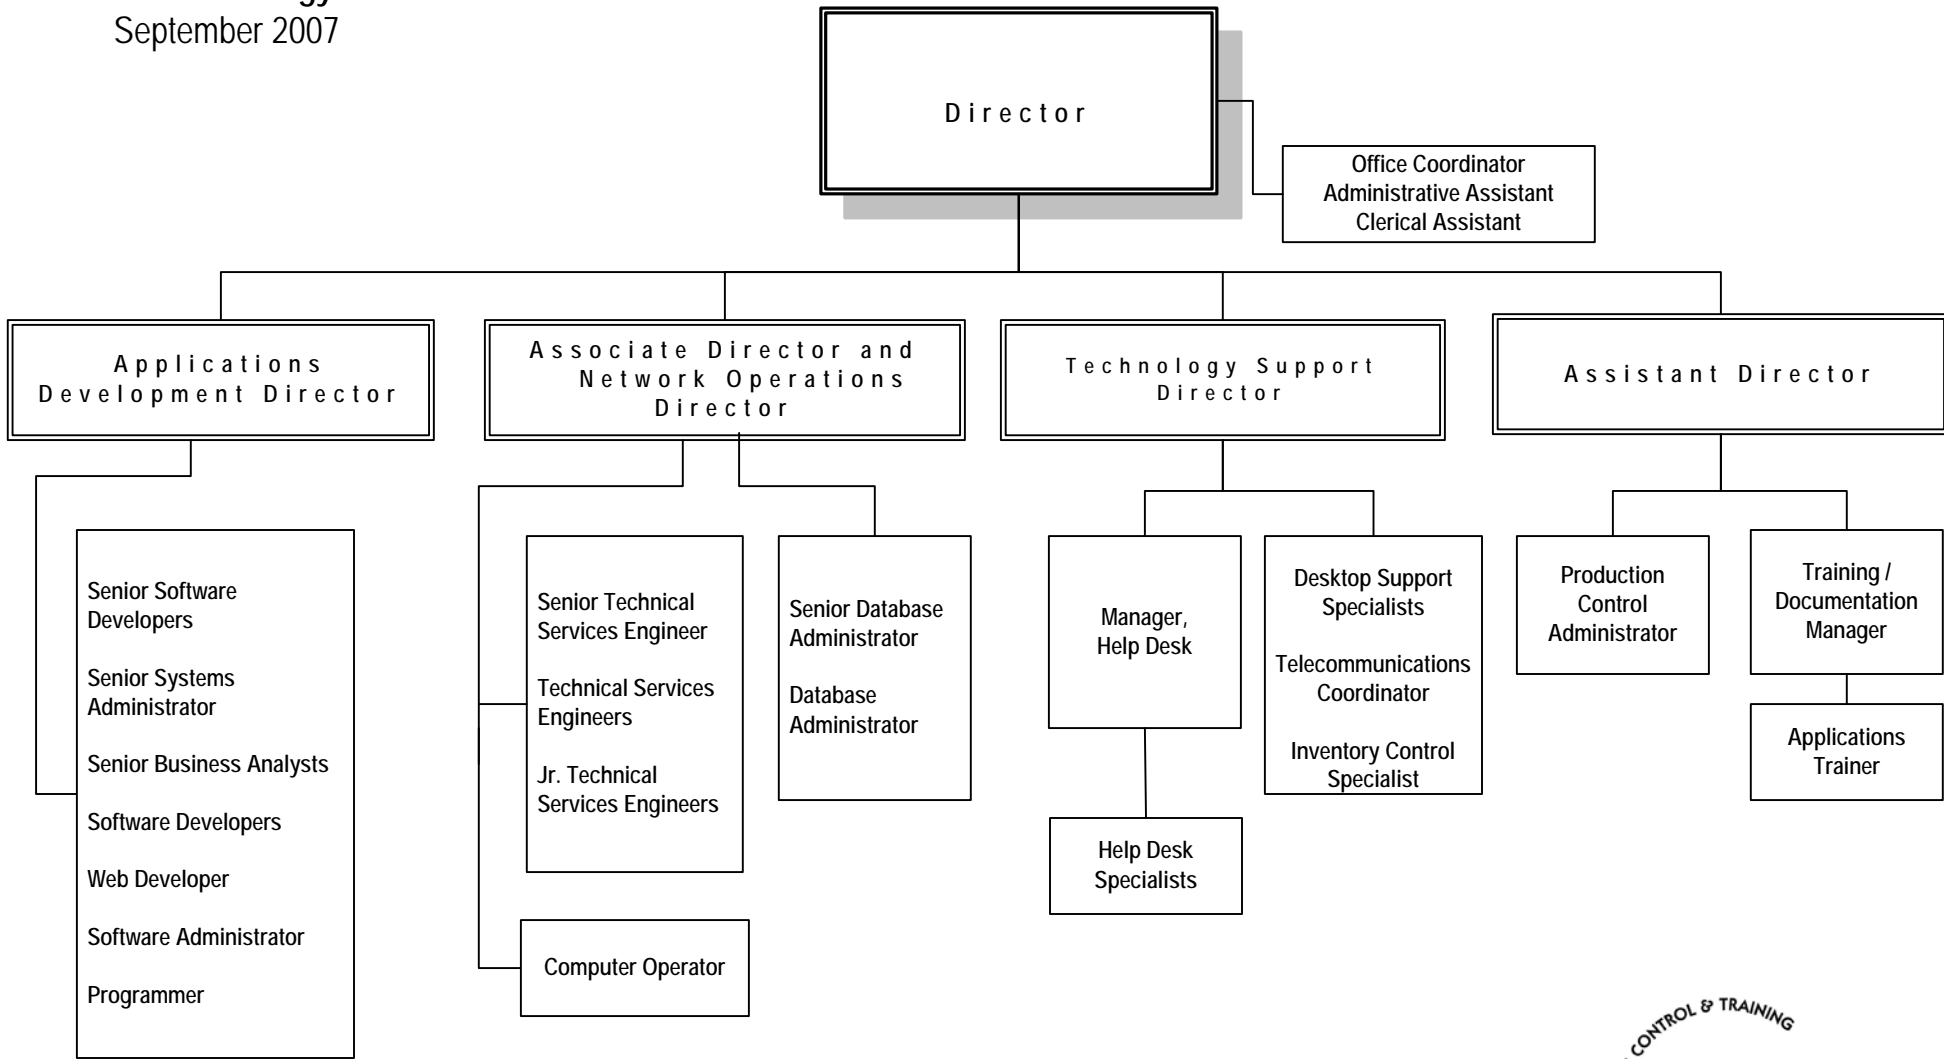 September 2007
Director
Office Coordinator
Administrative Assistant
Clerical Assistant
Applications
Development Director
Associate Director and
Network Operations
Director
Technology Support
Director
Assistant Director
Senior Software
Developers
Senior Systems
Administrator
Senior Business Analysts
Software Developers
Web Developer
Software Administrator
Programmer
Senior Technical
Services Engineer
Technical Services
Engineers
Jr. Technical
Services Engineers
Computer Operator
Senior Database
Administrator
Database
Administrator
Manager,
Help Desk
Help Desk
Specialists
Desktop Support
Specialists
Telecommunications
Coordinator
Inventory Control
Specialist
Production
Control
Administrator
Training /
Documentation
Manager
Applications
Trainer
CONTROL & TRAINING